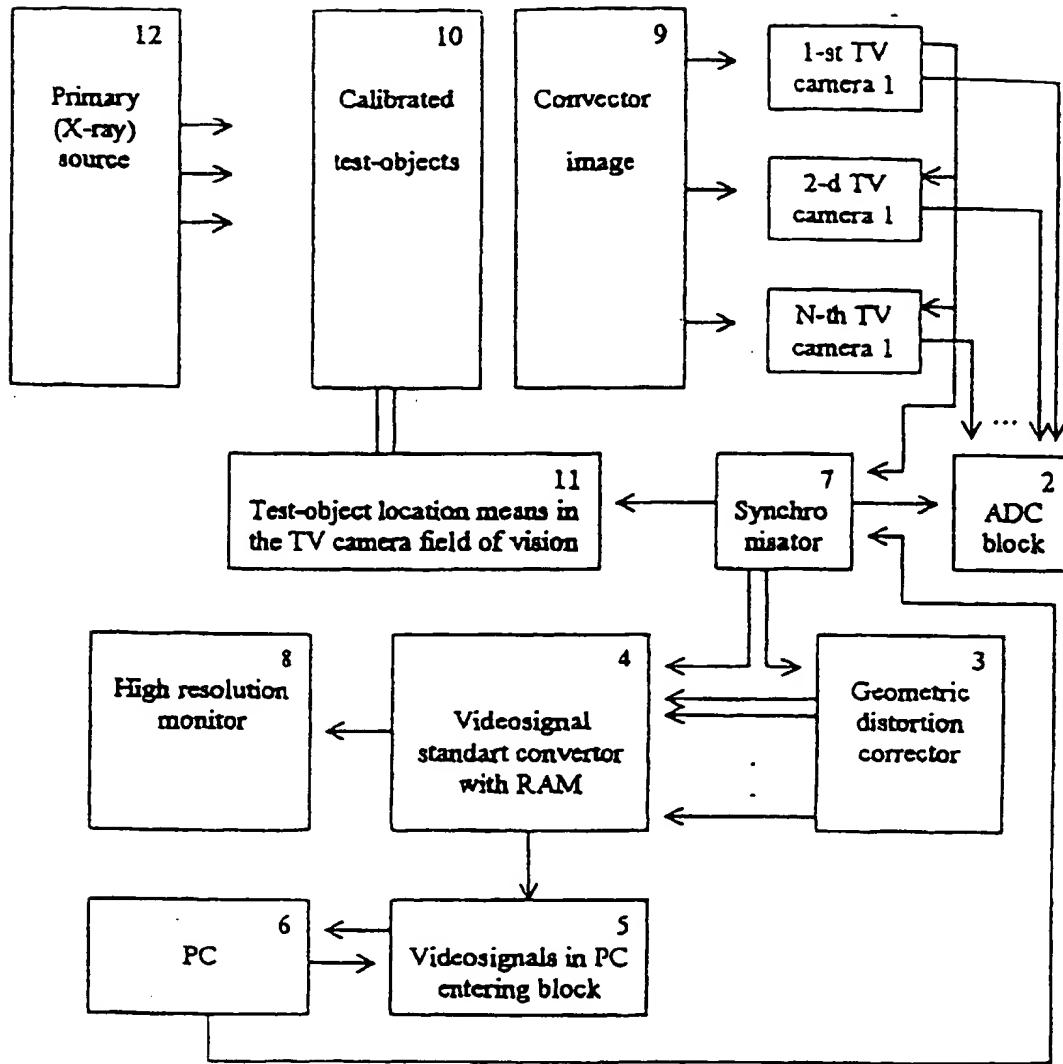 12
Primary
(X-ray)
source
10
Calibrated
test-objects
9
Convector
image
1-st TV
camera 1
2-d TV
camera 1
N-th TV
camera 1
...
11
Test-object location means in
the TV camera field of vision
7
Synchro
nisator
2
ADC
block
8
High resolution
monitor
4
Videosignal
standart convertor
with RAM
3
Geometric
distortion
corrector
6
PC
5
Videosignals in PC
entering block